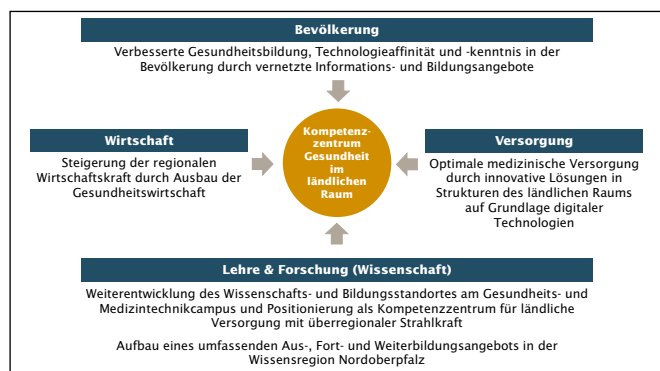 Bevölkerung
Verbesserte Gesundheitsbildung, Technologieaffinität und -kenntnis in der
Bevölkerung durch vernetzte Informations- und Bildungsangebote
Wirtschaft
Steigerung der regionalen
Wirtschaftskraft durch Ausbau der
Gesundheitswirtschaft
Kompetenz-
zentrum
Gesundheit
im
ländlichen
Raum
Versorgung
Optimale medizinische Versorgung
durch innovative Lösungen in
Strukturen des ländlichen Raums
auf Grundlage digitaler
Technologien
Lehre & Forschung (Wissenschaft)
Weiterentwicklung des Wissenschafts- und Bildungsstandortes am Gesundheits- und
Medizintechnikcampus und Positionierung als Kompetenzzentrum für ländliche
Versorgung mit überregionaler Strahlkraft
Aufbau eines umfassenden Aus-, Fort- und Weiterbildungsangebots in der
Wissensregion Nordoberpfalz